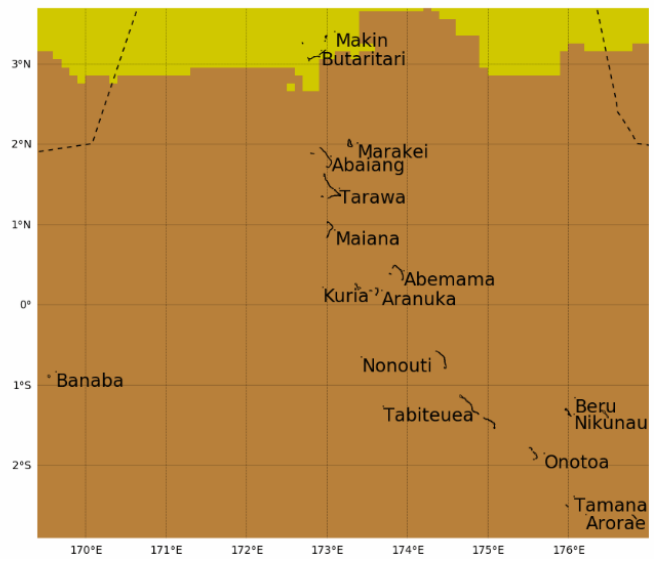 Makin
3°N
Butaritari
2°N
Marakei
Abaiang
Tarawa
1°N
Maiana
Abemama
Kuria
Aranuka
0°
Nonouti
Banaba
1°S
Beru
Tabiteuea
Nikunau
2°S
Onotoa
Tamana
Arorae
170°E 171°E 172°E 173°E 174°E 175°E 176°E